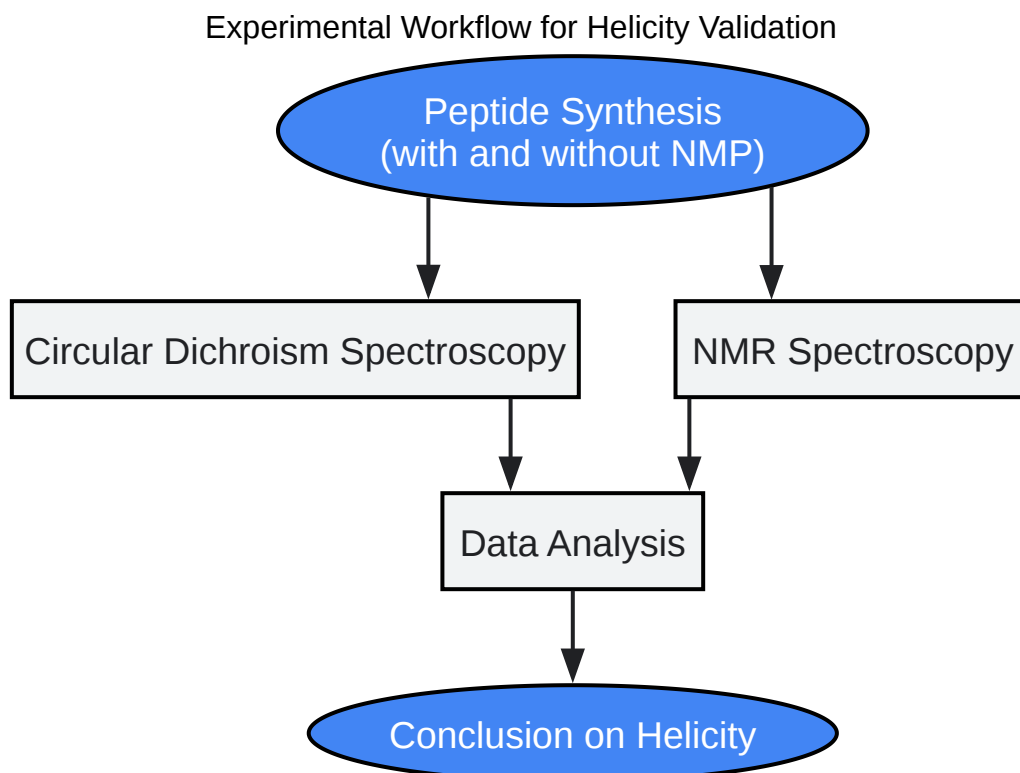 Experimental Workflow for Helicity Validation
Peptide Synthesis
(with and without NMP)
Circular Dichroism Spectroscopy
NMR Spectroscopy
Data Analysis
Conclusion on Helicity